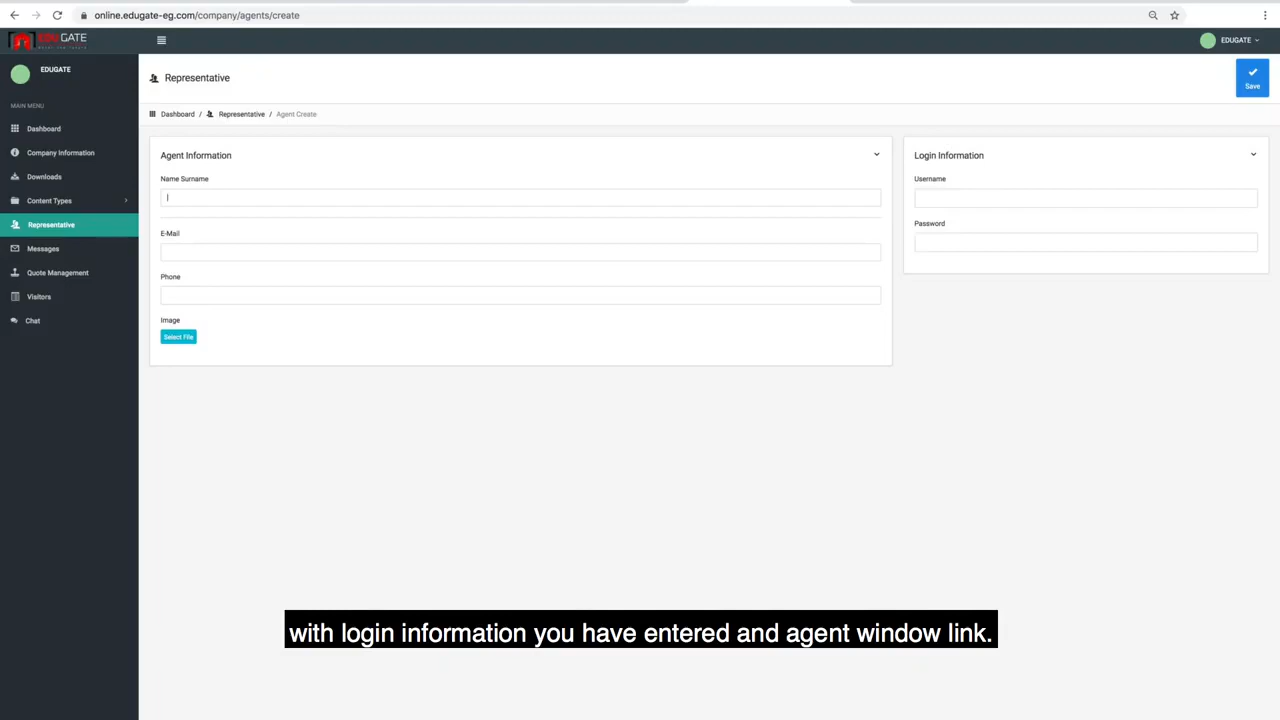 online.edugate-eg.com/company/agents/create
EDUGATE
EDUGATE
EDUGATE
MAIN MENU
Dashboard
Company Information
Downloads
Content Types
Representative
Messages
Quote Management
Visitors
Chat
Representative
Save
Dashboard / Representative / Agent Create
Agent Information
Name Surname
E-Mail
Phone
Image
Select File
Login Information
Username
Password
with login information you have entered and agent window link.